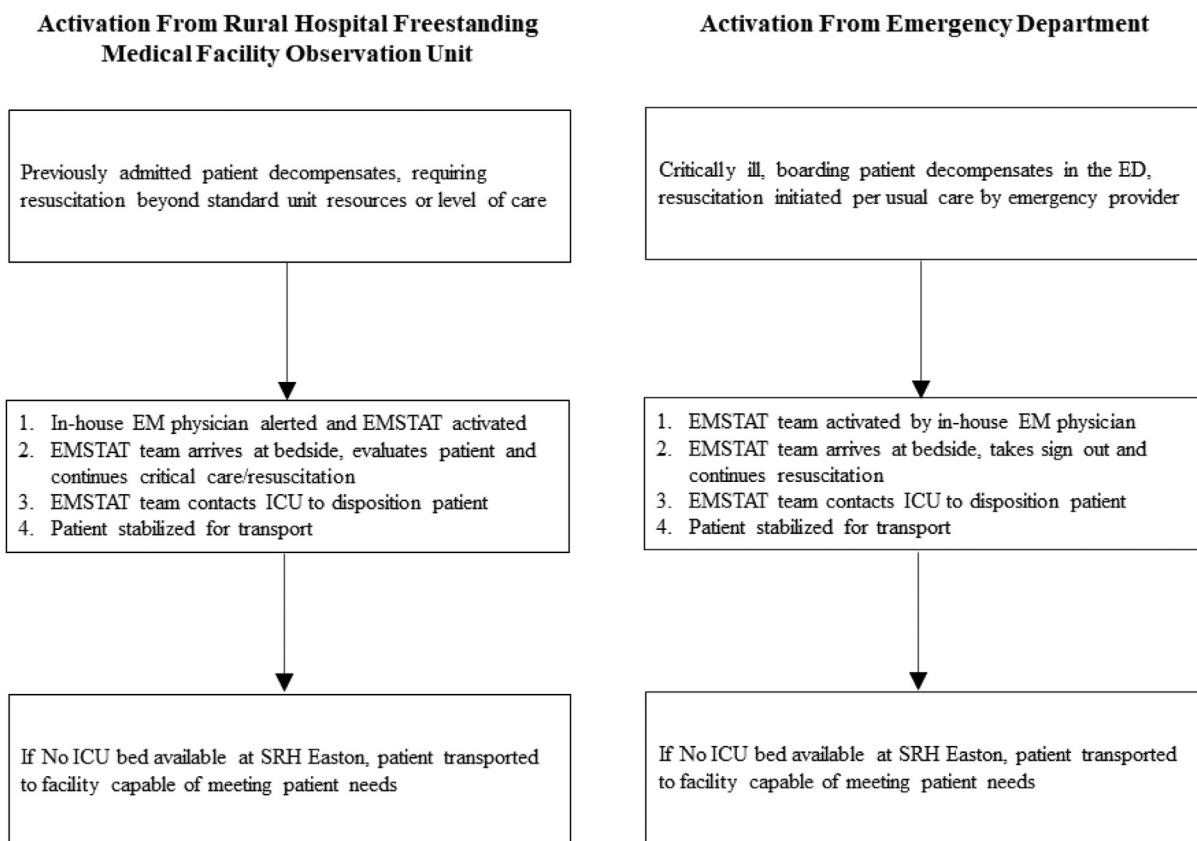 Activation From Rural Hospital Freestanding
Medical Facility Observation Unit
Previously admitted patient decompensates, requiring
resuscitation beyond standard unit resources or level of care
1. In-house EM physician alerted and EMSTAT activated
2. EMSTAT team arrives at bedside, evaluates patient and
continues critical care/resuscitation
3. EMSTAT team contacts ICU to disposition patient
4. Patient stabilized for transport
If No ICU bed available at SRH Easton, patient transported
to facility capable of meeting patient needs
Activation From Emergency Department
Critically ill, boarding patient decompensates in the ED,
resuscitation initiated per usual care by emergency provider
1. EMSTAT team activated by in-house EM physician
2. EMSTAT team arrives at bedside, takes sign out and
continues resuscitation
3. EMSTAT team contacts ICU to disposition patient
4. Patient stabilized for transport
If No ICU bed available at SRH Easton, patient transported
to facility capable of meeting patient needs